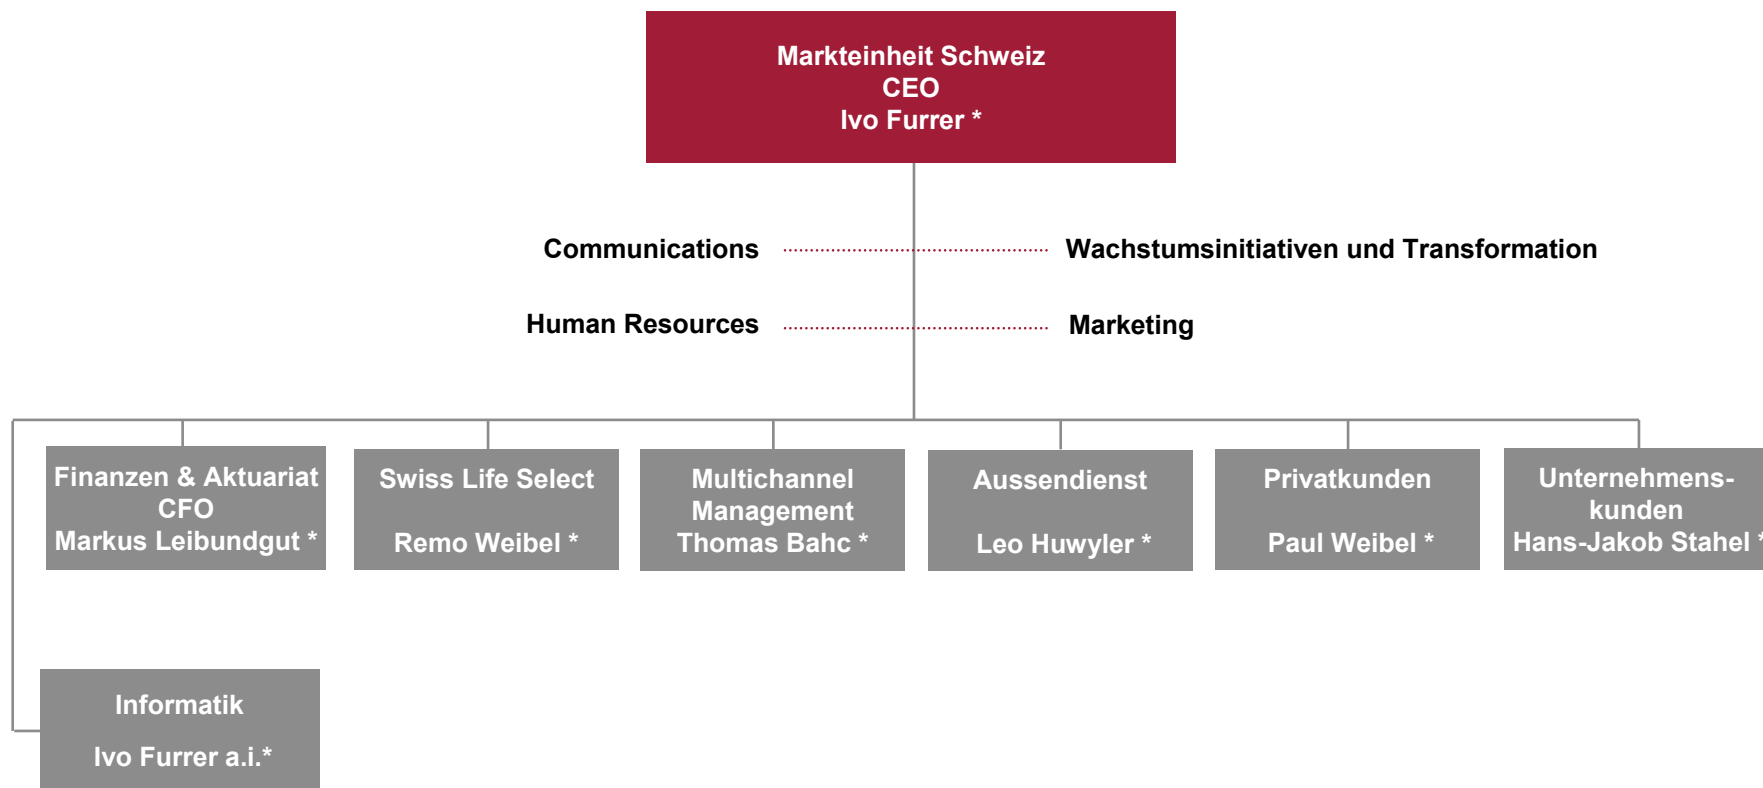 Markteinheit Schweiz
CEO
Ivo Furrer *
Communications
Wachstumsinitiativen und Transformation
Human Resources
Marketing
Finanzen & Aktuariat
CFO
Markus Leibundgut *
Swiss Life Select
Remo Weibel *
Multichannel
Management
Thomas Bahc *
Aussendienst
Leo Huwyler *
Privatkunden
Paul Weibel *
Unternehmens-
kunden
Hans-Jakob Stahel *
Informatik
Ivo Furrer a.i.*